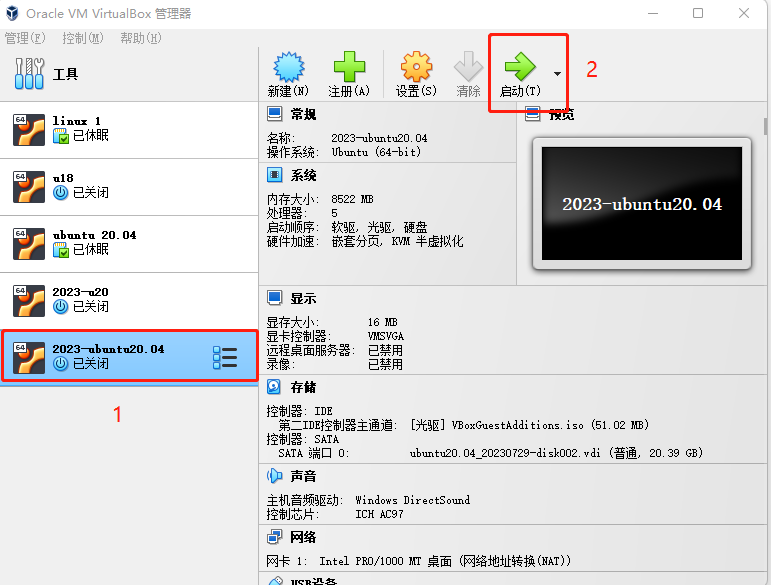 Oracle VM VirtualBox 管理器
管理(F) 控制(M) 帮助(H)
工具
新建(N) 注册(A) 设置(S) 清除 启动(T) 2
64 linux 1
已休眠
64 u18
已关闭
64 ubuntu 20.04
已休眠
64 2023-u20
已关闭
64 2023-ubuntu20.04
已关闭
1
常规
名称: 2023-ubuntu20.04
操作系统: Ubuntu (64-bit)
系统
内存大小: 8522 MB
处理器: 5
启动顺序: 软驱, 光驱, 硬盘
硬件加速: 嵌套分页, KVM 半虚拟化
预览
2023-ubuntu20.04
显示
显存大小: 16 MB
显卡控制器: VMSVGA
远程桌面服务器: 已禁用
录像: 已禁用
存储
控制器: IDE
第二IDE控制器主通道: [光驱] VBoxGuestAdditions.iso (51.02 MB)
控制器: SATA
SATA 端口 0: ubuntu20.04_20230729-disk002.vdi (普通, 20.39 GB)
声音
主机音频驱动: Windows DirectSound
控制芯片: ICH AC97
网络
网卡 1: Intel PRO/1000 MT 桌面 (网络地址转换(NAT))
USB设备